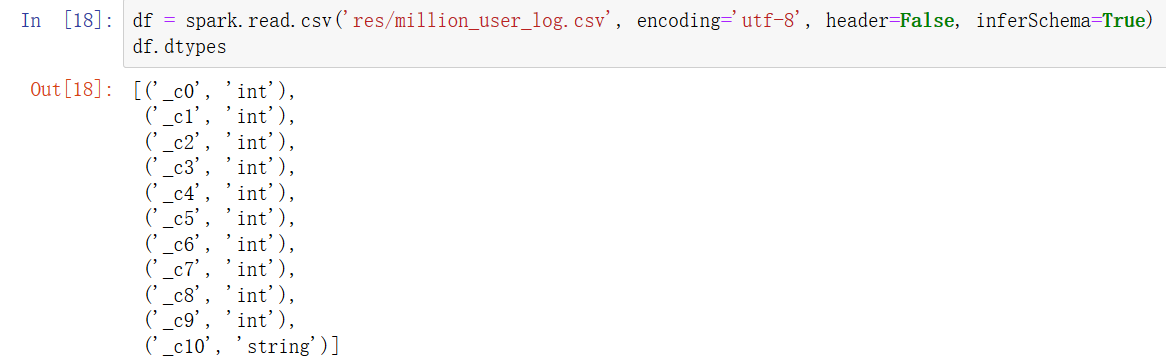 In [18]: df = spark.read.csv('res/million_user_log.csv', encoding='utf-8', header=False, inferSchema=True)
df.dtypes
Out[18]: [('_c0', 'int'),
('_c1', 'int'),
('_c2', 'int'),
('_c3', 'int'),
('_c4', 'int'),
('_c5', 'int'),
('_c6', 'int'),
('_c7', 'int'),
('_c8', 'int'),
('_c9', 'int'),
('_c10', 'string')]